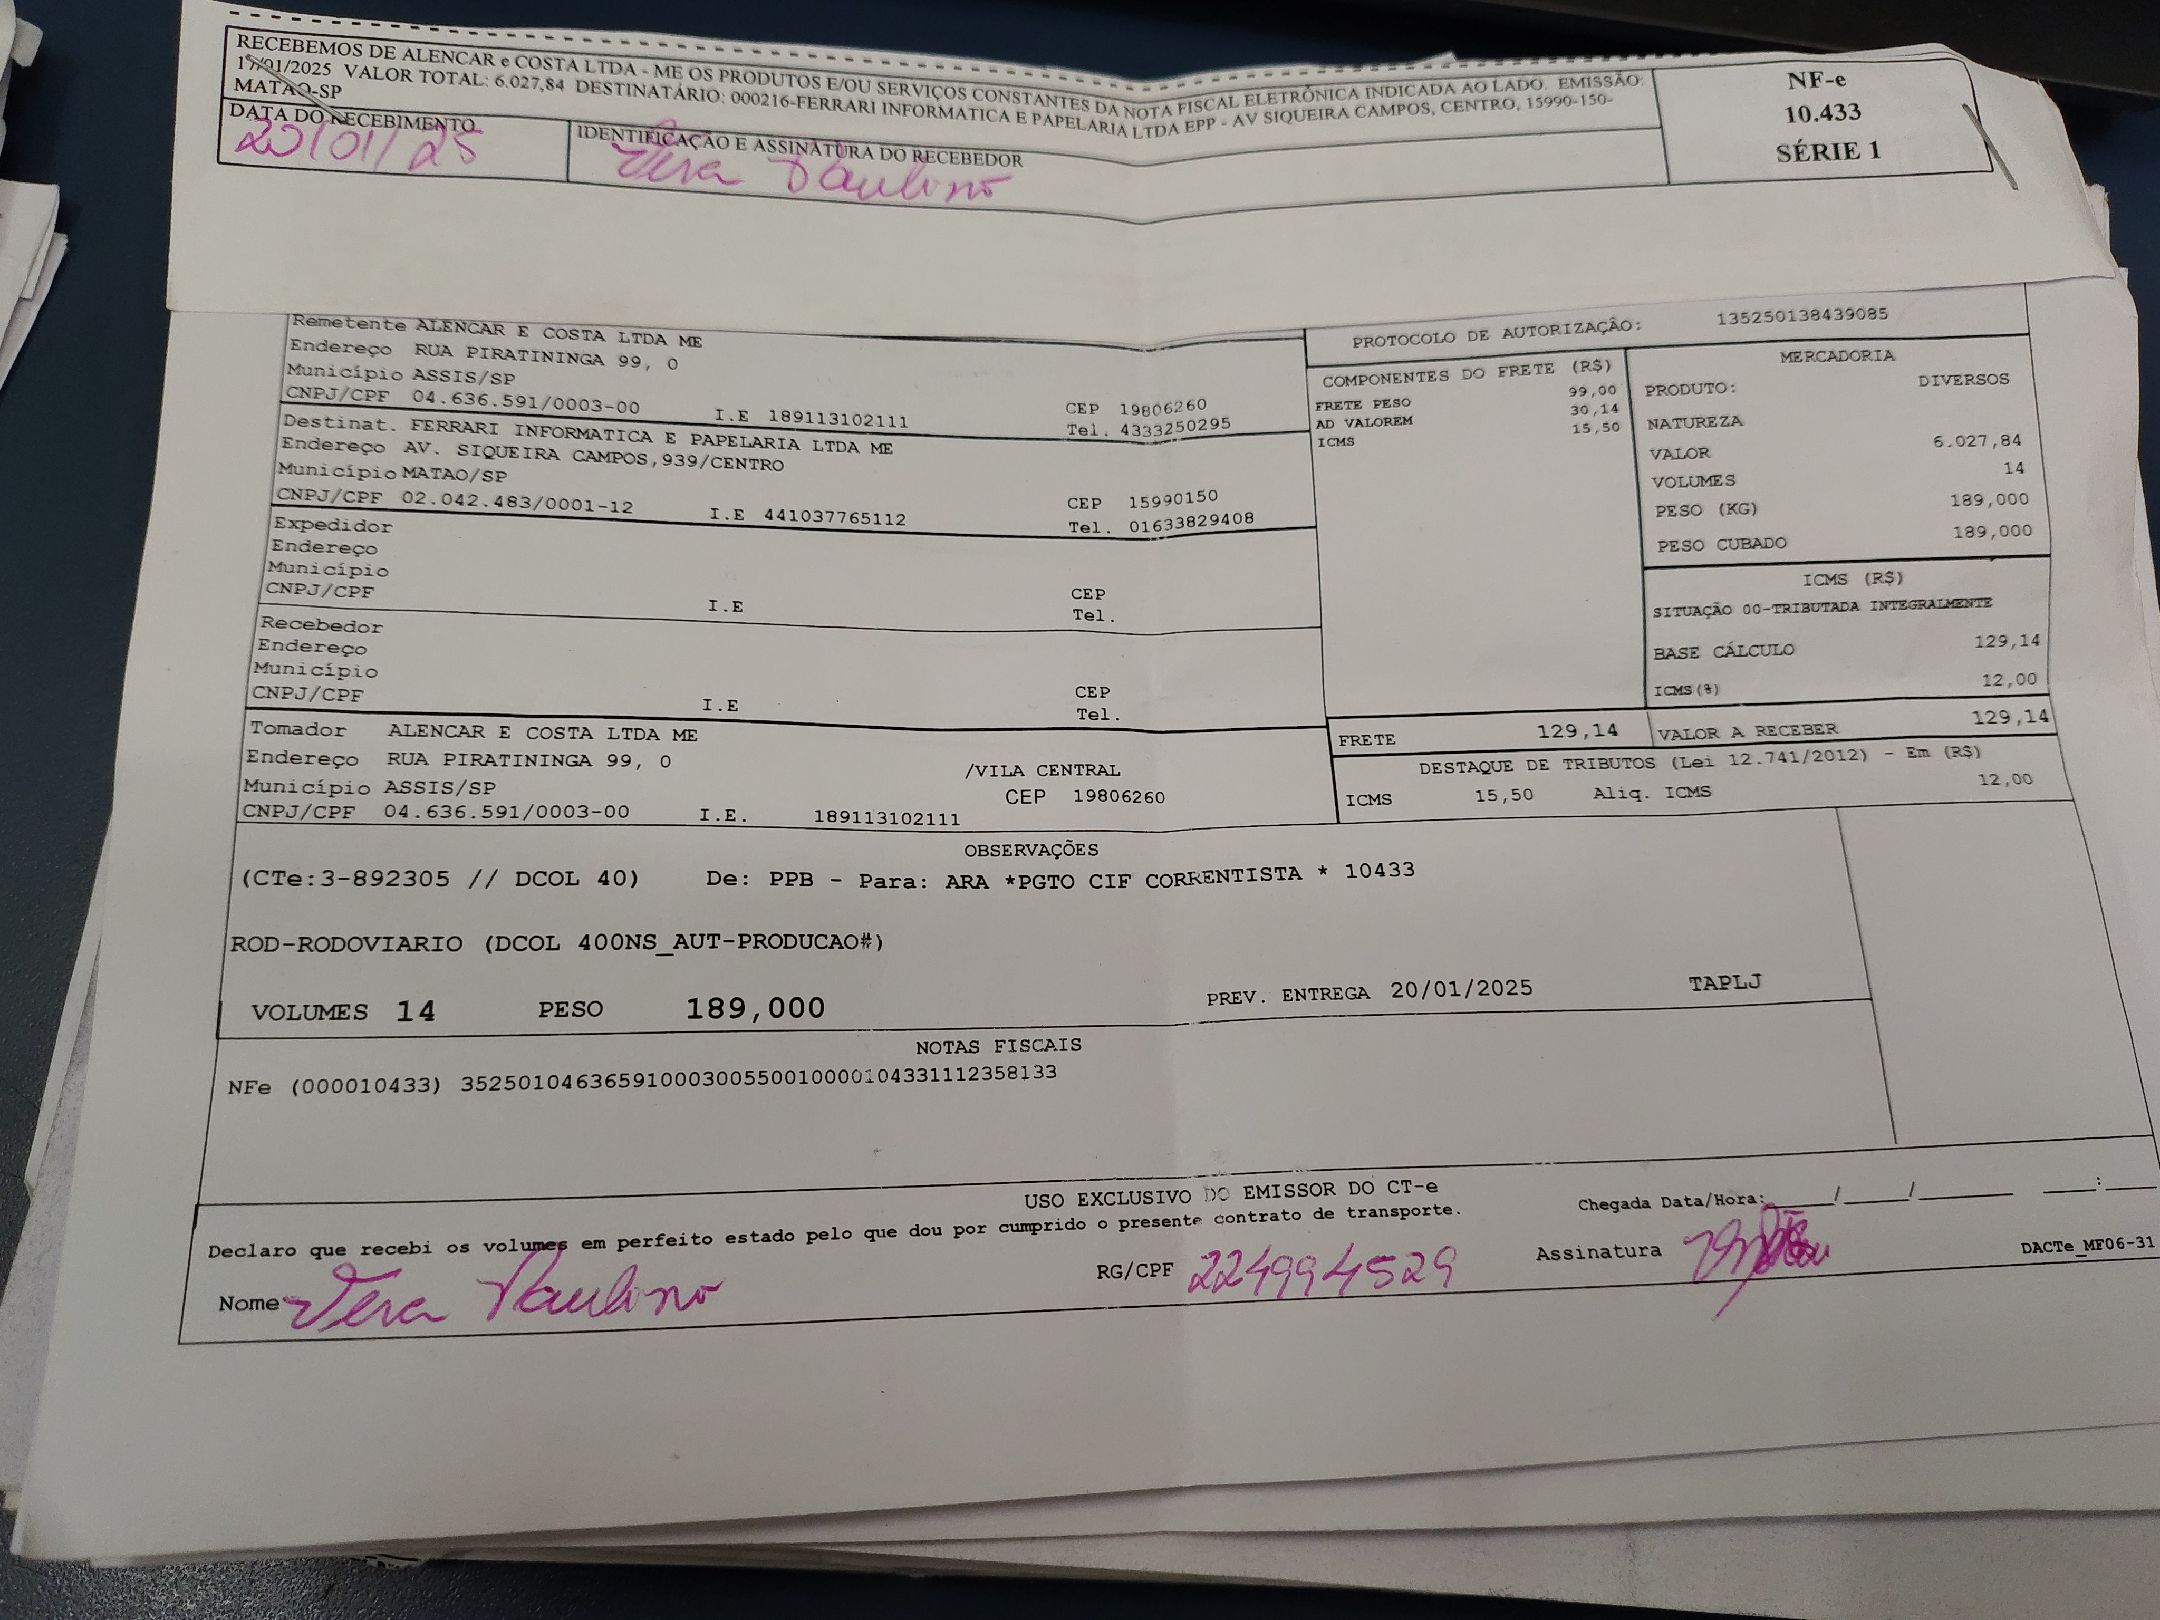 RECEBEMOS DE ALENCAR e COSTA LTDA - ME OS PRODUTOS E/OU SERVIÇOS CONSTANTES DA NOTA FISCAL ELETRÔNICA INDICADA AO LADO. EMISSÃO:
17/01/2025 VALOR TOTAL: 6.027,84 DESTINATÁRIO: 000216-FERRARI INFORMATICA E PAPELARIA LTDA EPP - AV SIQUEIRA CAMPOS, CENTRO, 15990-150-
MATAO-SP
DATA DO RECEBIMENTO
20/01/25
IDENTIFICAÇÃO E ASSINATURA DO RECEBEDOR
Vera Paulino
NF-e
10.433
SÉRIE 1
Remetente ALENCAR E COSTA LTDA ME
Endereço RUA PIRATININGA 99, 0
Município ASSIS/SP
CNPJ/CPF 04.636.591/0003-00 I.E 189113102111
CEP 19806260
Tel. 4333250295
Destinat. FERRARI INFORMATICA E PAPELARIA LTDA ME
Endereço AV. SIQUEIRA CAMPOS,939/CENTRO
Município MATAO/SP
CNPJ/CPF 02.042.483/0001-12 I.E 441037765112
CEP 15990150
Tel. 01633829408
Expedidor
Endereço
Município
CNPJ/CPF I.E
CEP
Tel.
Recebedor
Endereço
Município
CNPJ/CPF I.E
CEP
Tel.
Tomador ALENCAR E COSTA LTDA ME
Endereço RUA PIRATININGA 99, 0 /VILA CENTRAL
Município ASSIS/SP CEP 19806260
CNPJ/CPF 04.636.591/0003-00 I.E. 189113102111
PROTOCOLO DE AUTORIZAÇÃO: 135250138439085
COMPONENTES DO FRETE (R$)
FRETE PESO 99,00
AD VALOREM 30,14
ICMS 15,50
MERCADORIA
PRODUTO: DIVERSOS
NATUREZA
VALOR 6.027,84
VOLUMES 14
PESO (KG) 189,000
PESO CUBADO 189,000
ICMS (R$)
SITUAÇÃO 00-TRIBUTADA INTEGRALMENTE
BASE CÁLCULO 129,14
ICMS(%) 12,00
FRETE 129,14 VALOR A RECEBER 129,14
DESTAQUE DE TRIBUTOS (Lei 12.741/2012) - Em (R$)
ICMS 15,50 Aliq. ICMS 12,00
OBSERVAÇÕES
(CTe:3-892305 // DCOL 40) De: PPB - Para: ARA *PGTO CIF CORRENTISTA * 10433
ROD-RODOVIARIO (DCOL 400NS_AUT-PRODUCAO#)
VOLUMES 14 PESO 189,000 PREV. ENTREGA 20/01/2025 TAPLJ
NOTAS FISCAIS
NFe (000010433) 35250104636591000300550010000104331112358133
USO EXCLUSIVO DO EMISSOR DO CT-e
Declaro que recebi os volumes em perfeito estado pelo que dou por cumprido o presente contrato de transporte.
Chegada Data/Hora:____/____/______ ___:___
Nome Vera Paulino
RG/CPF 224994529
Assinatura
DACTe_MF06-31